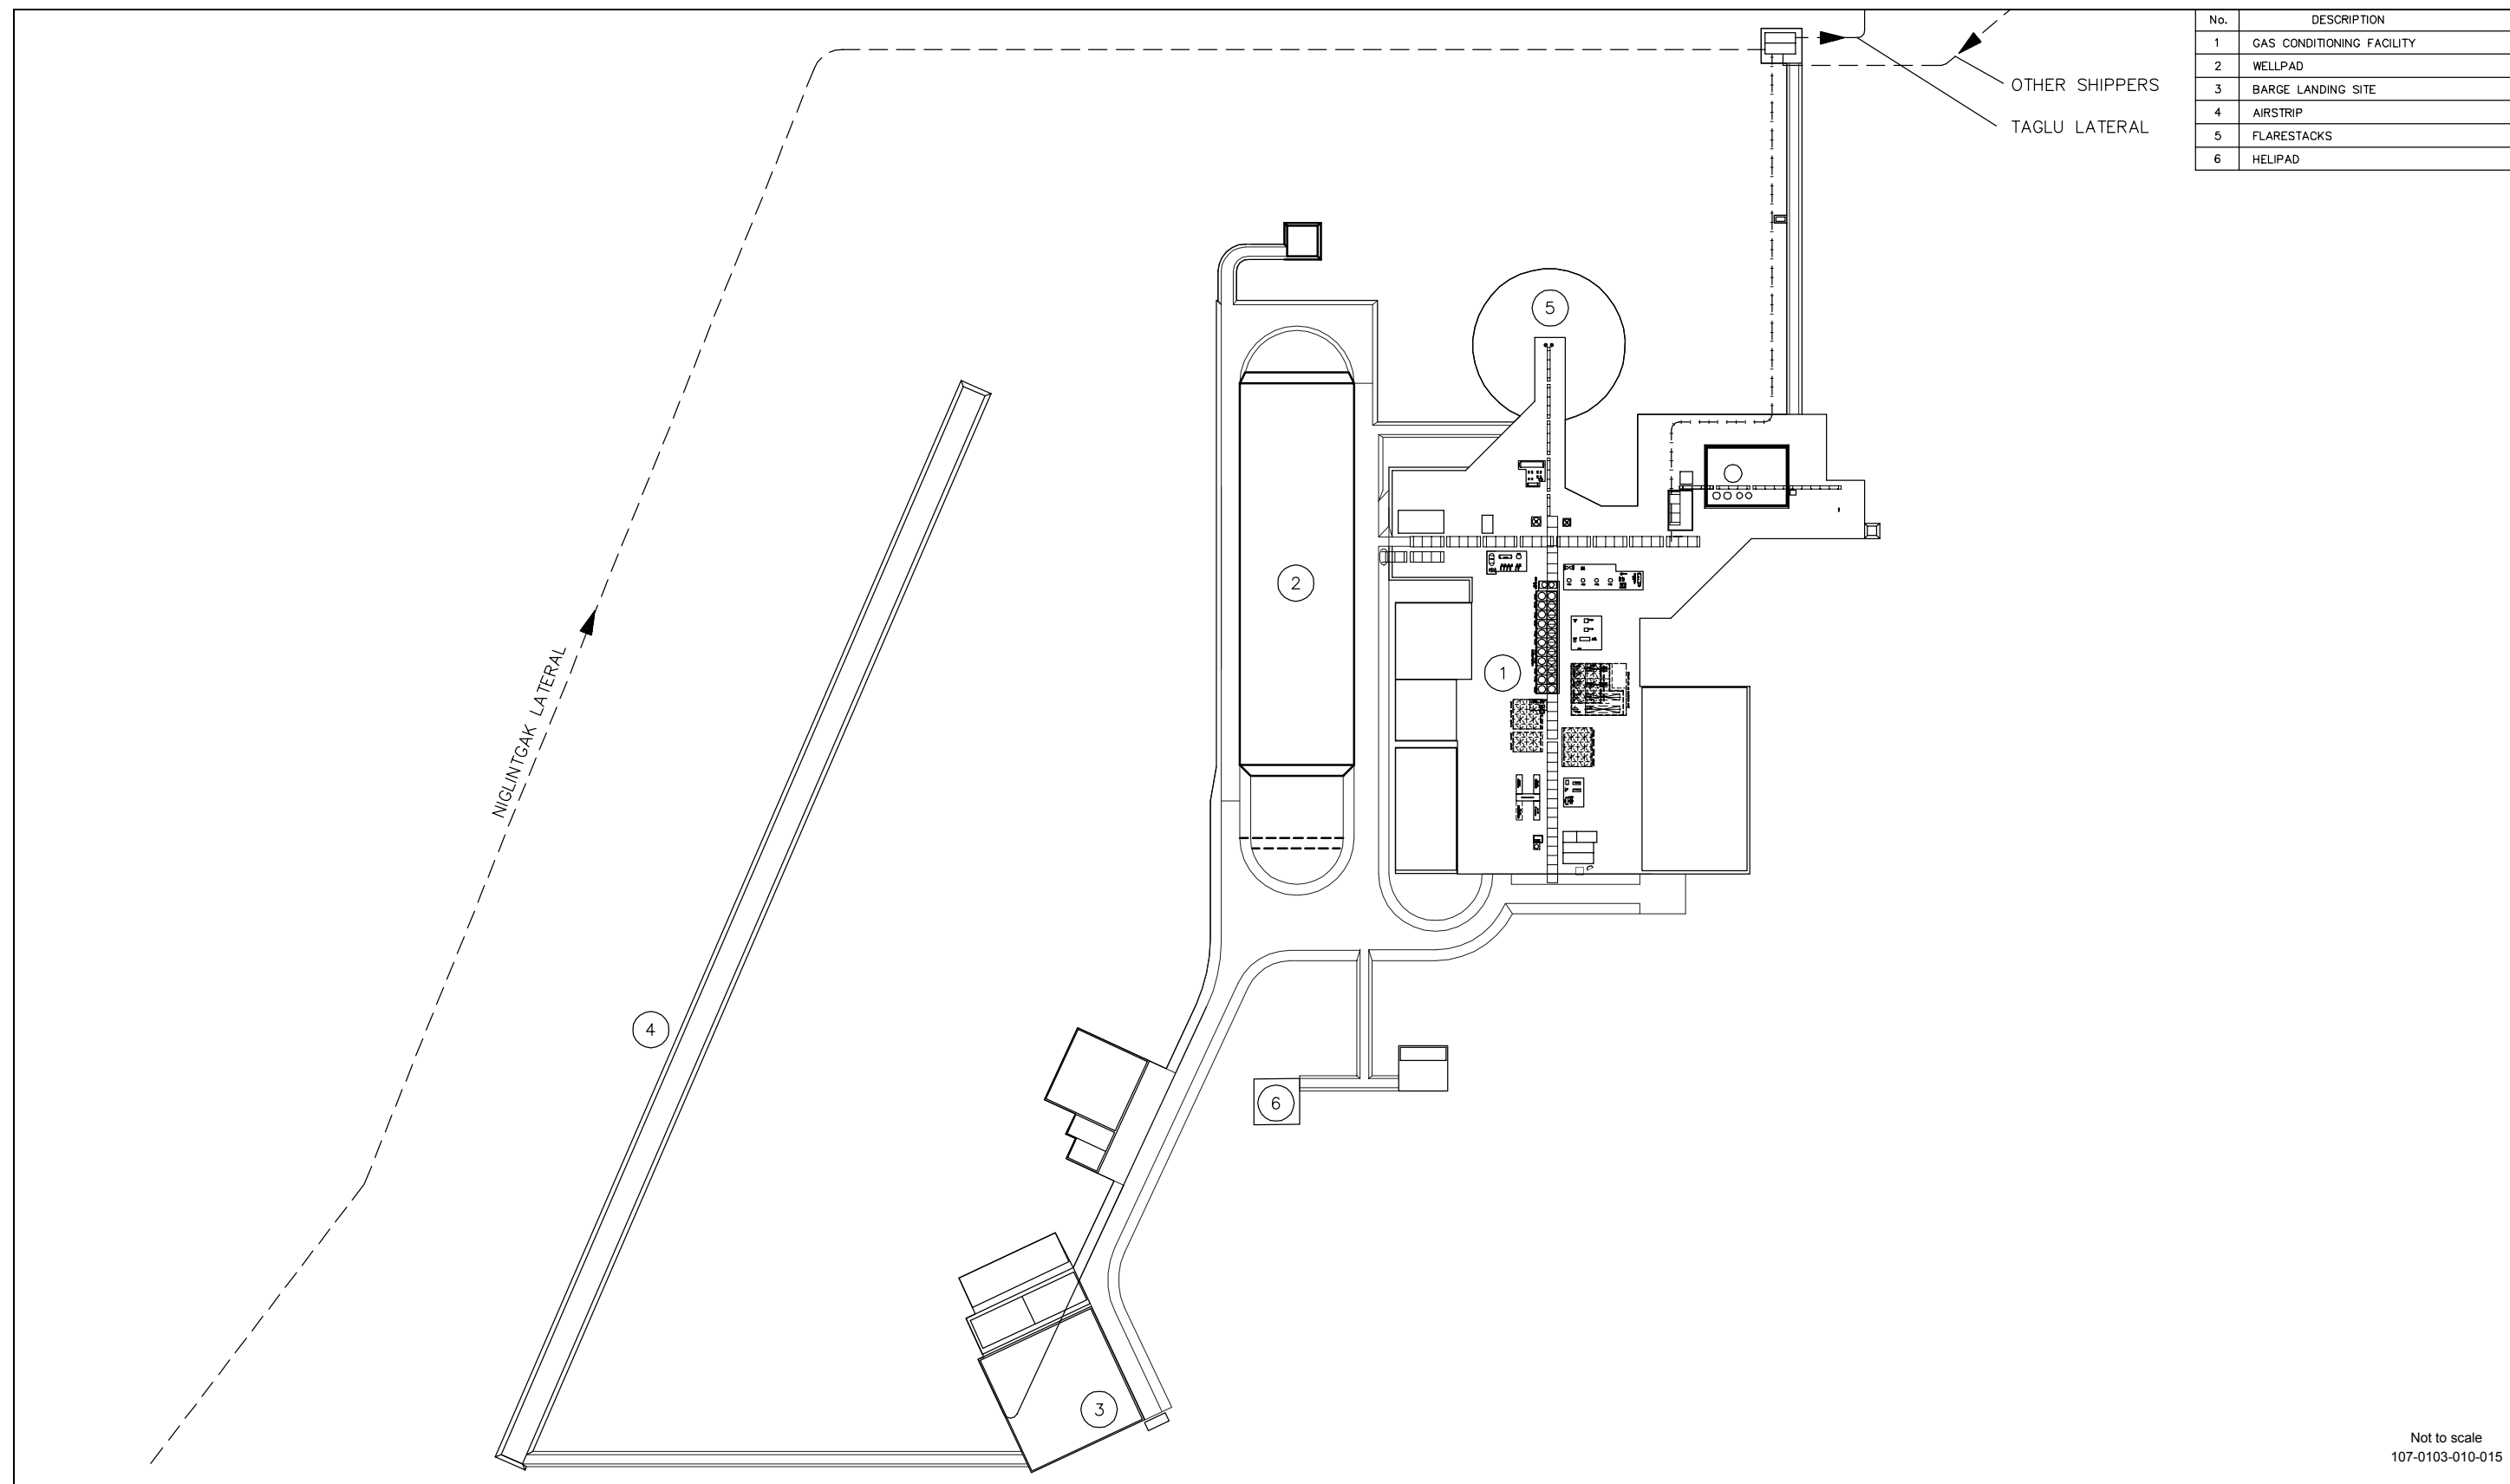 No. DESCRIPTION
1 GAS CONDITIONING FACILITY
2 WELLPAD
3 BARGE LANDING SITE
4 AIRSTRIP
5 FLARESTACKS
6 HELIPAD
OTHER SHIPPERS
TAGLU LATERAL
5
2
NIGLINTGAK LATERAL
1
4
6
3
Not to scale
107-0103-010-015